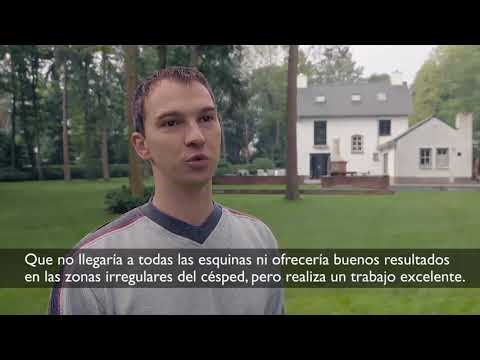 Que no llegaría a todas las esquinas ni ofrecería buenos resultados
en las zonas irregulares del césped, pero realiza un trabajo excelente.